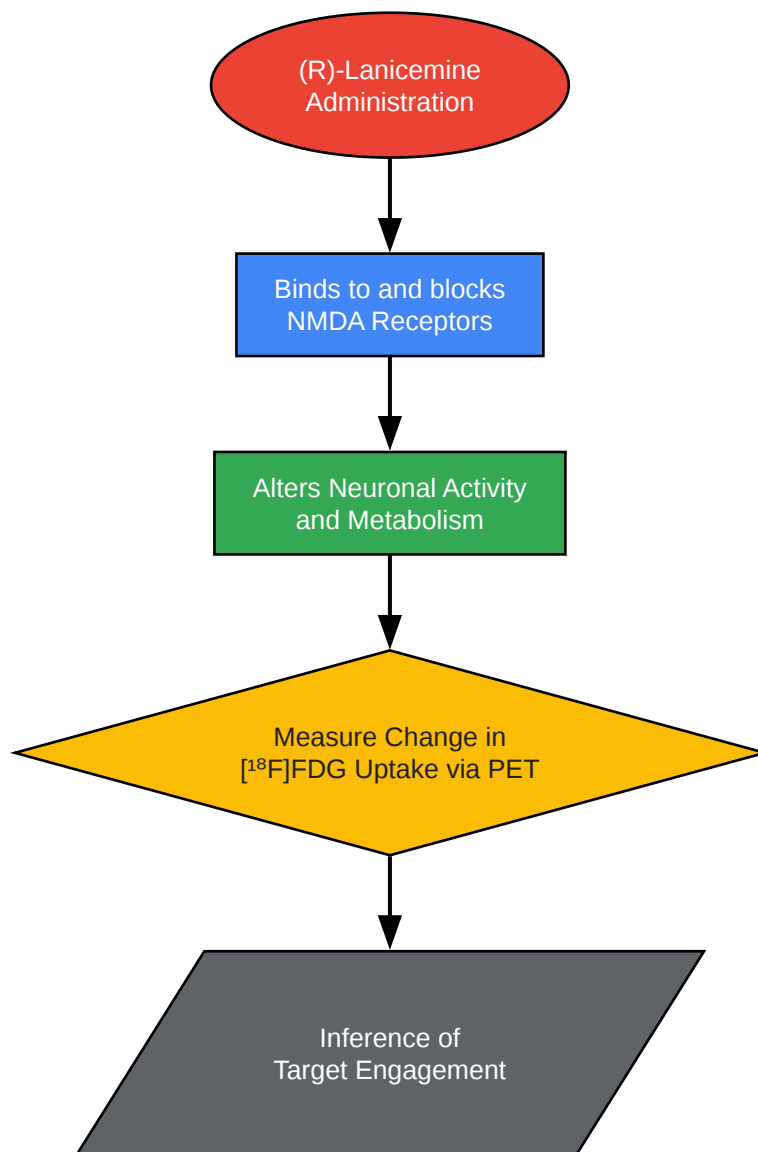 (R)-Lanicemine
Administration
Binds to and blocks
NMDA Receptors
Alters Neuronal Activity
and Metabolism
Measure Change in
[¹⁸F]FDG Uptake via PET
Inference of
Target Engagement